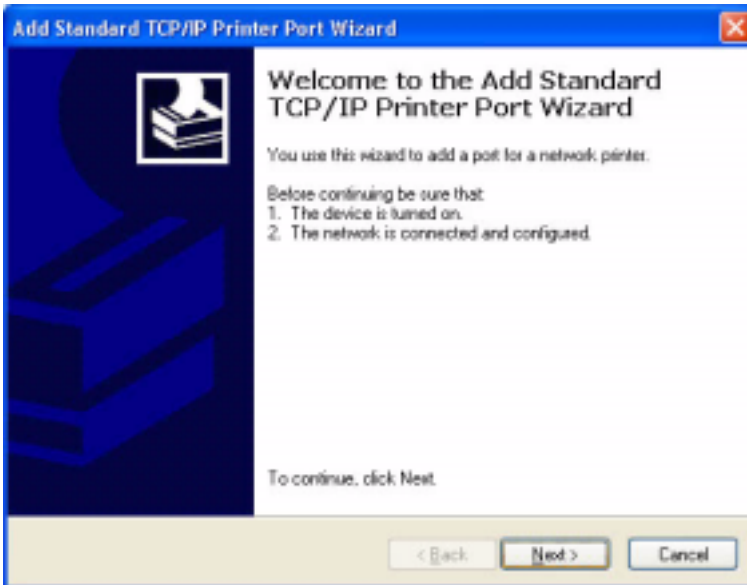 Add Standard TCP/IP Printer Port Wizard
Welcome to the Add Standard
TCP/IP Printer Port Wizard
You use this wizard to add a port for a network printer.
Before continuing be sure that:
1. The device is turned on.
2. The network is connected and configured.
To continue, click Next.
< Back Next > Cancel